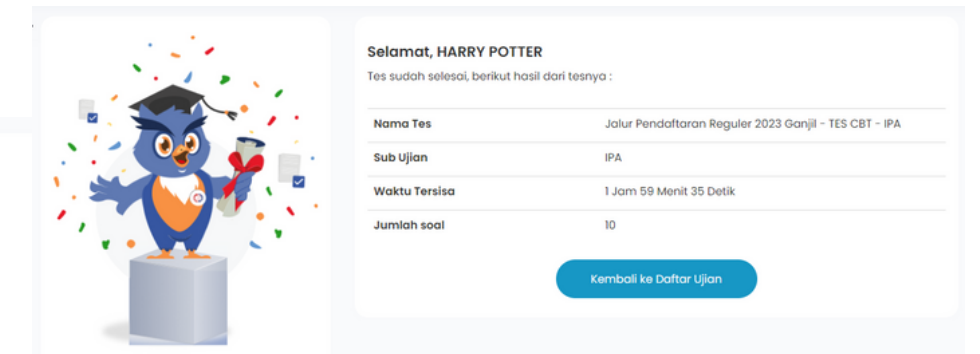 Selamat, HARRY POTTER
Tes sudah selesai, berikut hasil dari tesnya :
Nama Tes Jalur Pendaftaran Reguler 2023 Ganjil - TES CBT - IPA
Sub Ujian IPA
Waktu Tersisa 1 Jam 59 Menit 35 Detik
Jumlah soal 10
Kembali ke Daftar Ujian